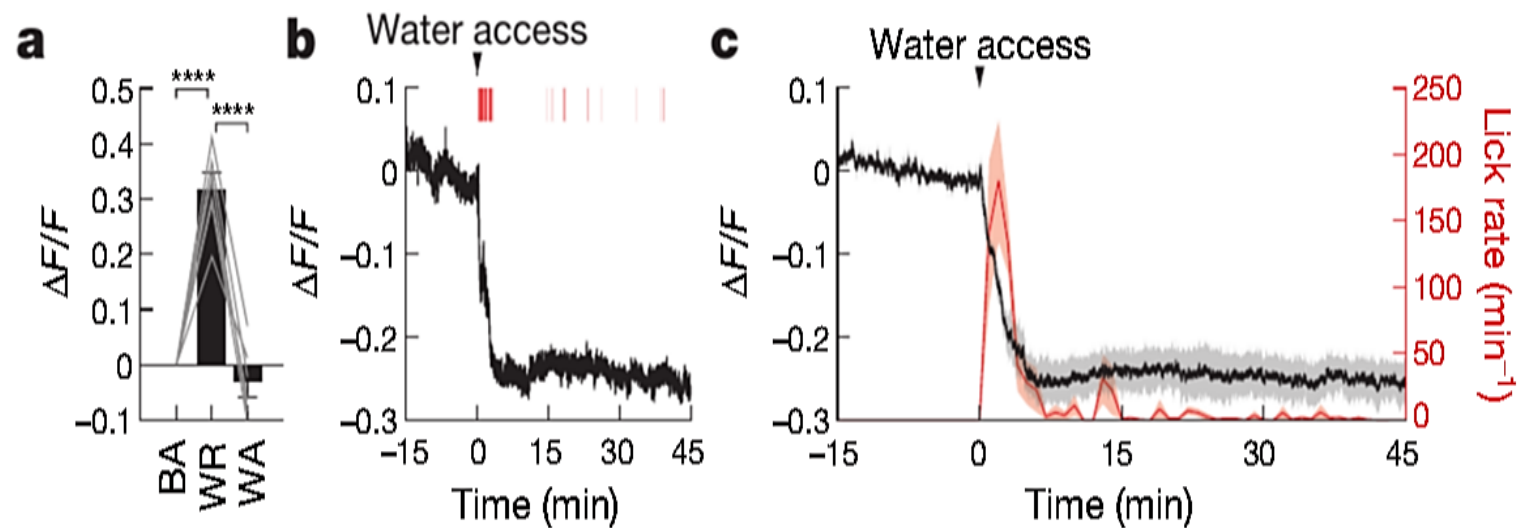 a
****
****
0.5
0.4
0.3
0.2
0.1
0
−0.1
ΔF/F
BA
WR
WA
b
Water access
0.1
0
−0.1
−0.2
−0.3
ΔF/F
−15 0 15 30 45
Time (min)
c
Water access
0.1
0
−0.1
−0.2
−0.3
ΔF/F
250
200
150
100
50
0
Lick rate (min⁻¹)
−15 0 15 30 45
Time (min)